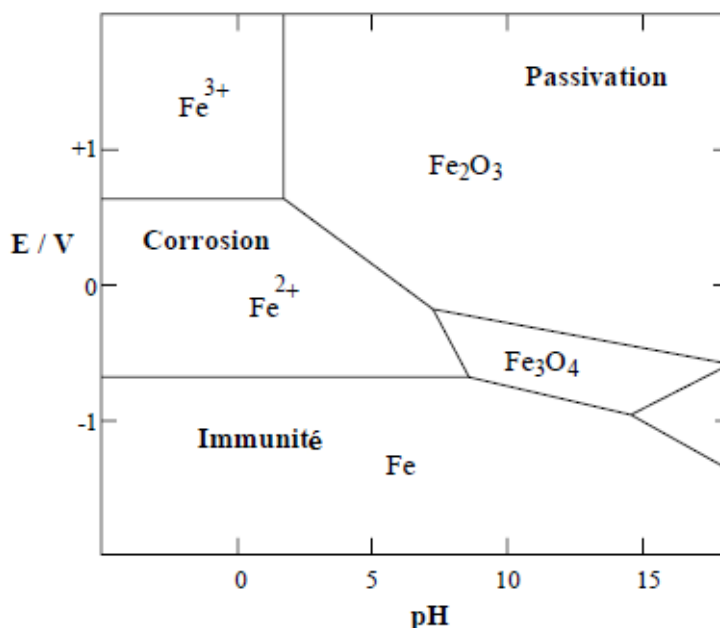 Passivation
Fe3+
+1
Fe2O3
E / V
Corrosion
0
Fe2+
Fe3O4
-1
Immunité
Fe
0 5 10 15
pH